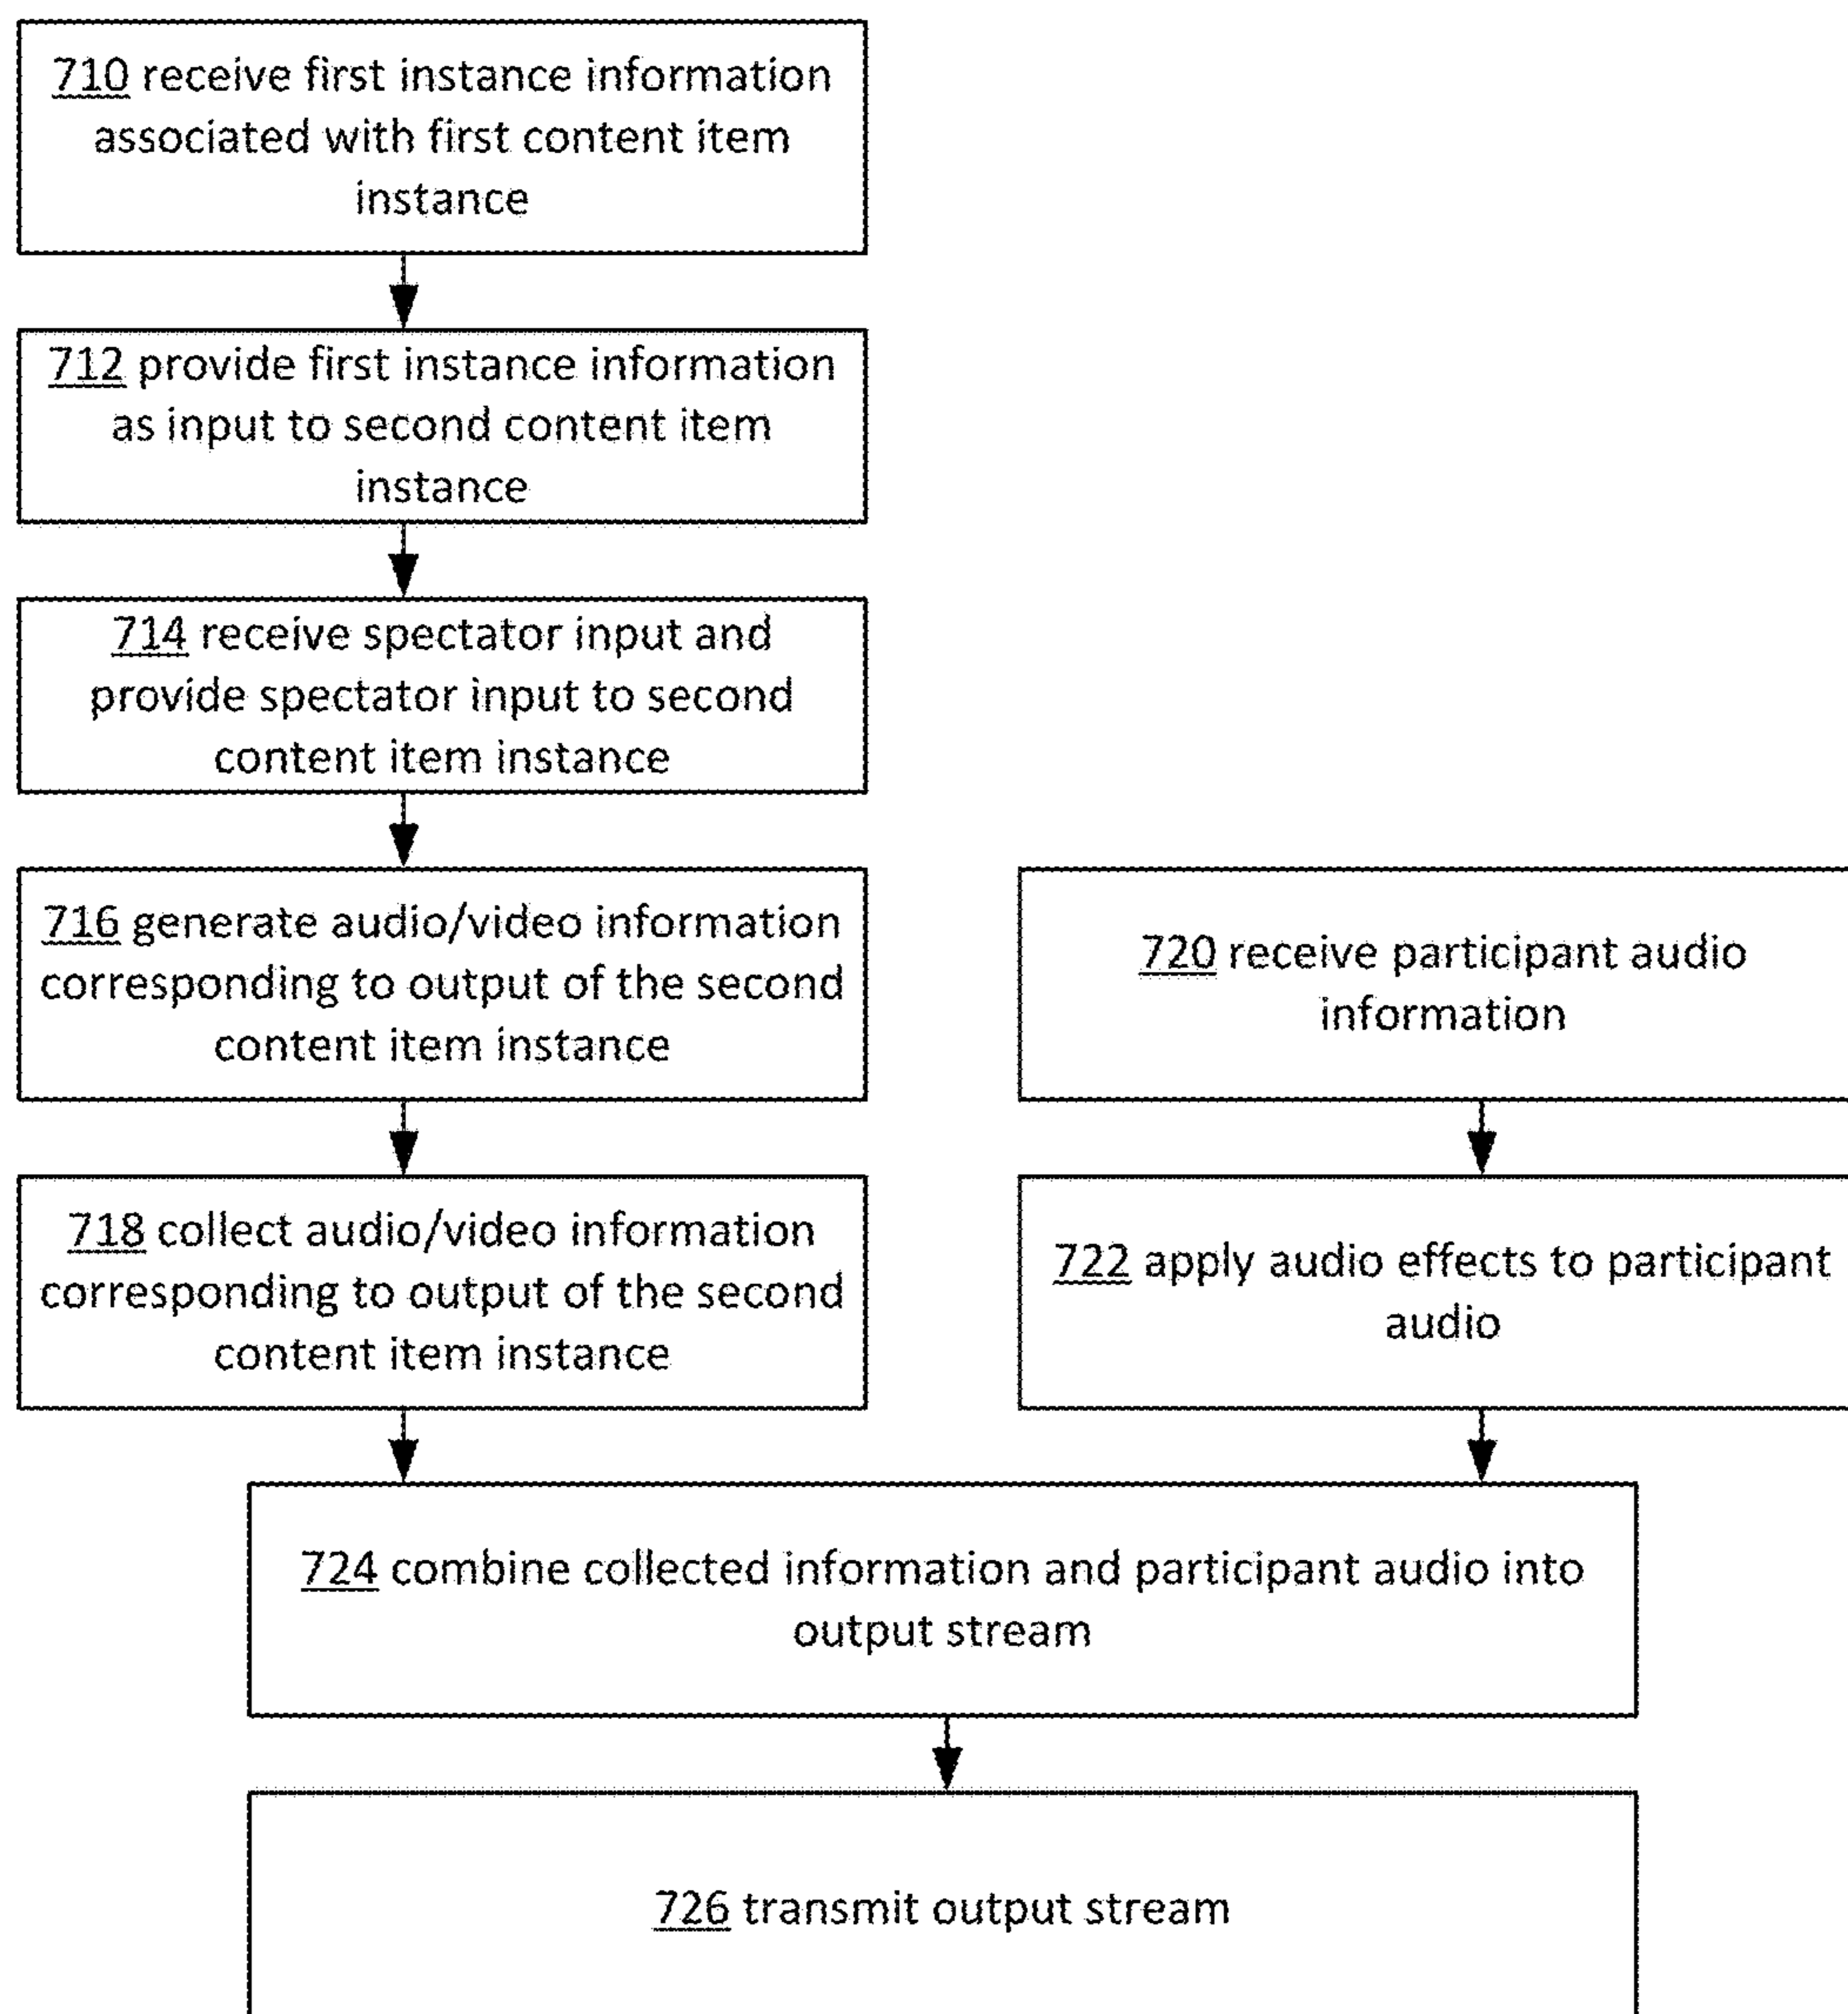 710 receive first instance information
associated with first content item
instance
712 provide first instance information
as input to second content item
instance
714 receive spectator input and
provide spectator input to second
content item instance
716 generate audio/video information
corresponding to output of the second
content item instance
718 collect audio/video information
corresponding to output of the second
content item instance
720 receive participant audio
information
722 apply audio effects to participant
audio
724 combine collected information and participant audio into
output stream
726 transmit output stream